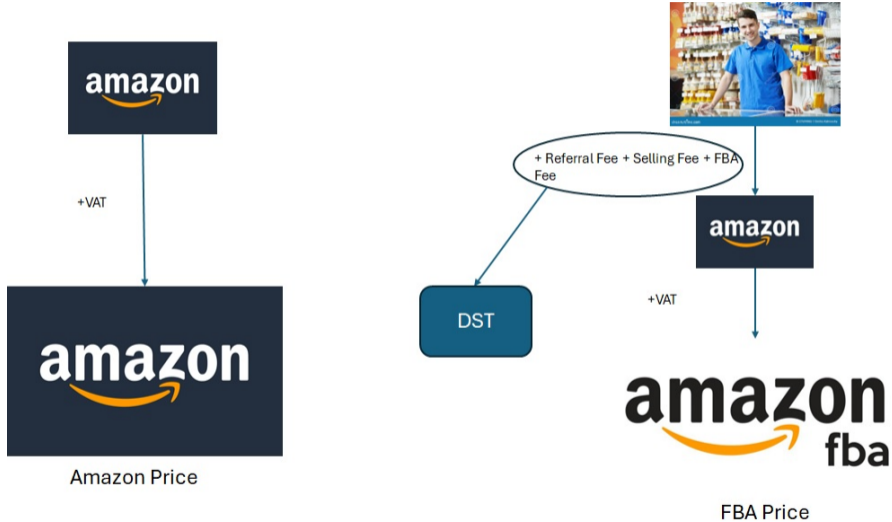 amazon
+VAT
amazon
Amazon Price
+ Referral Fee + Selling Fee + FBA
Fee
amazon
DST
+VAT
amazon
fba
FBA Price